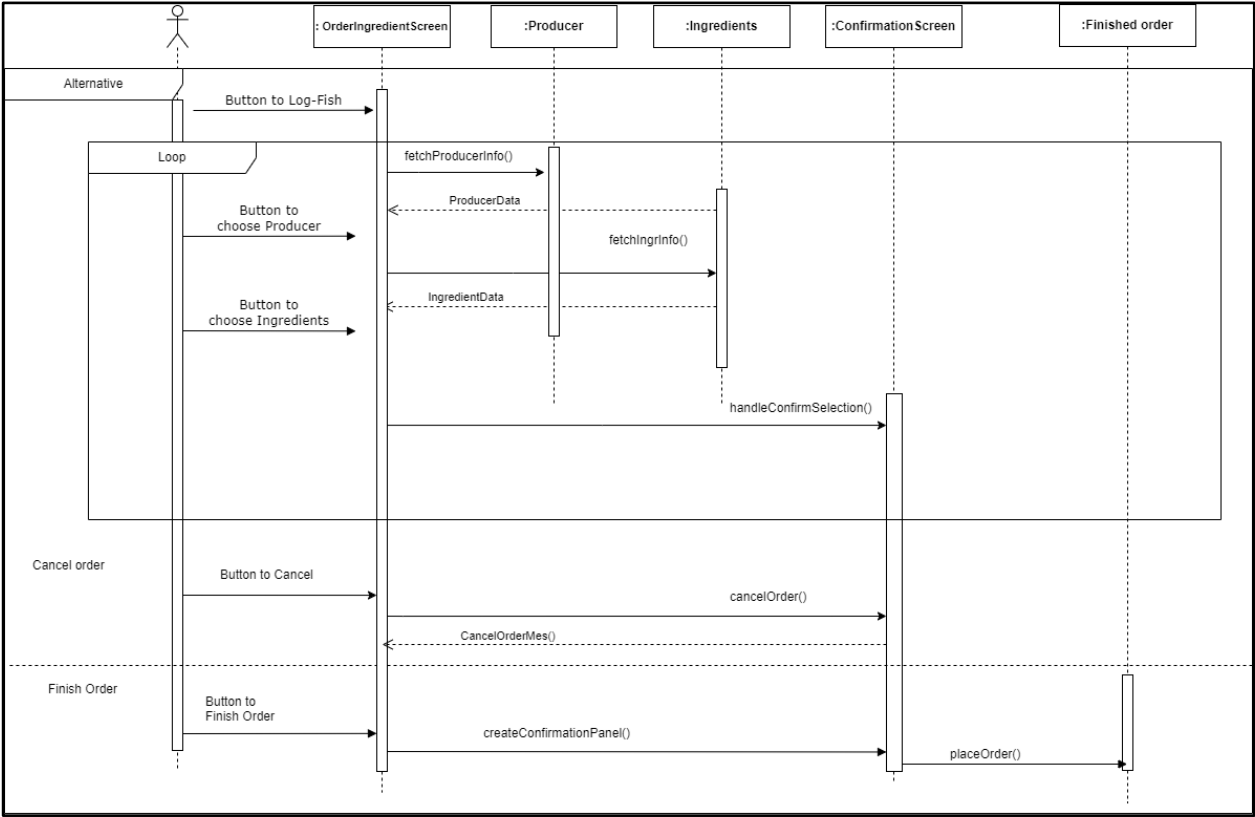 : OrderIngredientScreen
:Producer
:Ingredients
:ConfirmationScreen
:Finished order
Alternative
Button to Log-Fish
Loop
fetchProducerInfo()
ProducerData
Button to
choose Producer
fetchIngrInfo()
IngredientData
Button to
choose Ingredients
handleConfirmSelection()
Cancel order
Button to Cancel
cancelOrder()
CancelOrderMes()
Finish Order
Button to
Finish Order
createConfirmationPanel()
placeOrder()